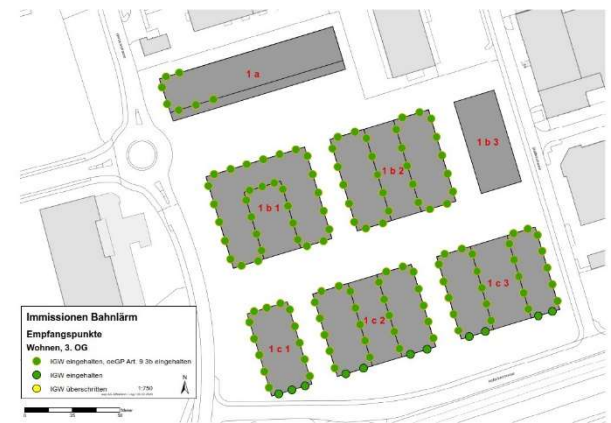 1 a
1 b 3
1 b 2
1 b 1
1 c 3
1 c 2
1 c 1
Immissionen Bahnlärm
Empfangspunkte
Wohnen, 3. OG
IGW eingehalten, oeGP Art. 9 3b eingehalten
IGW eingehalten
IGW überschritten
1:750
N
0